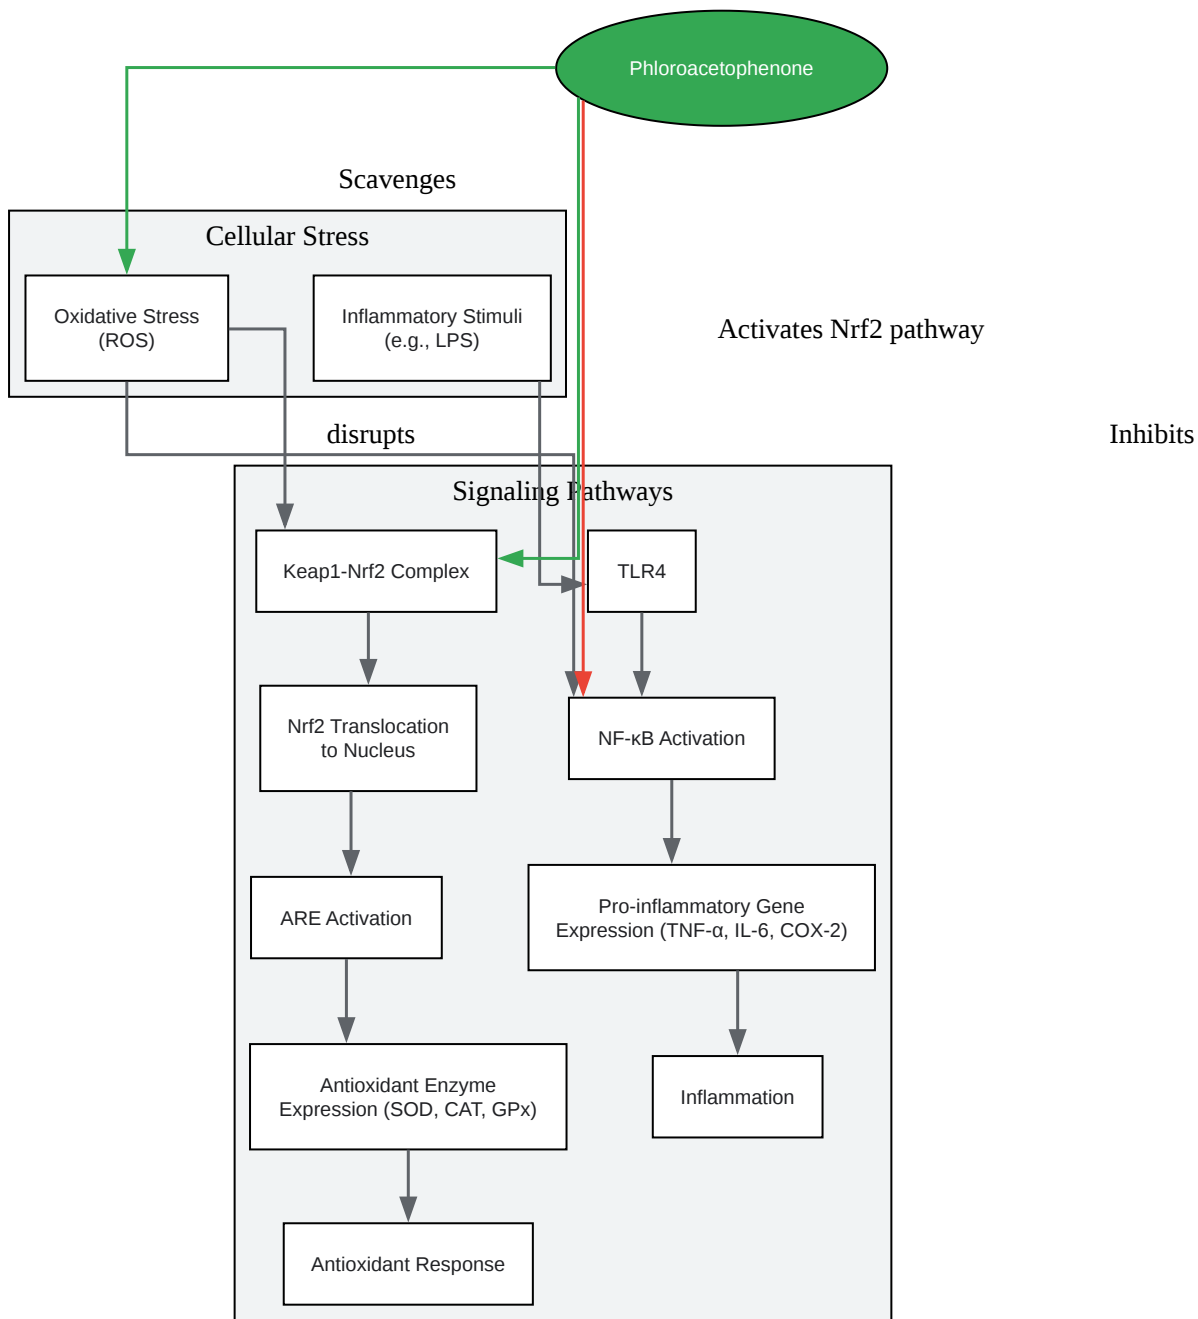 Phloroacetophenone
Scavenges
Cellular Stress
Oxidative Stress
(ROS)
Inflammatory Stimuli
(e.g., LPS)
Activates Nrf2 pathway
disrupts
Inhibits
Signaling Pathways
Keap1-Nrf2 Complex
TLR4
Nrf2 Translocation
to Nucleus
NF-κB Activation
ARE Activation
Pro-inflammatory Gene
Expression (TNF-α, IL-6, COX-2)
Antioxidant Enzyme
Expression (SOD, CAT, GPx)
Inflammation
Antioxidant Response